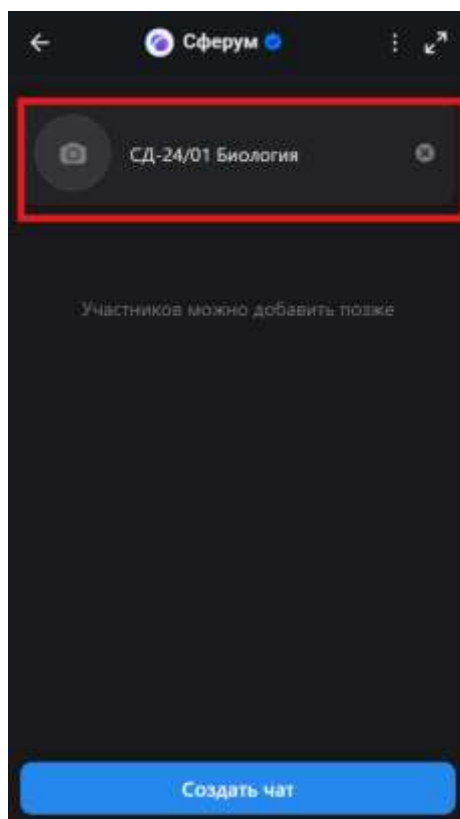 Сферум
СД-24/01 Биология
Участников можно добавить позже
Создать чат